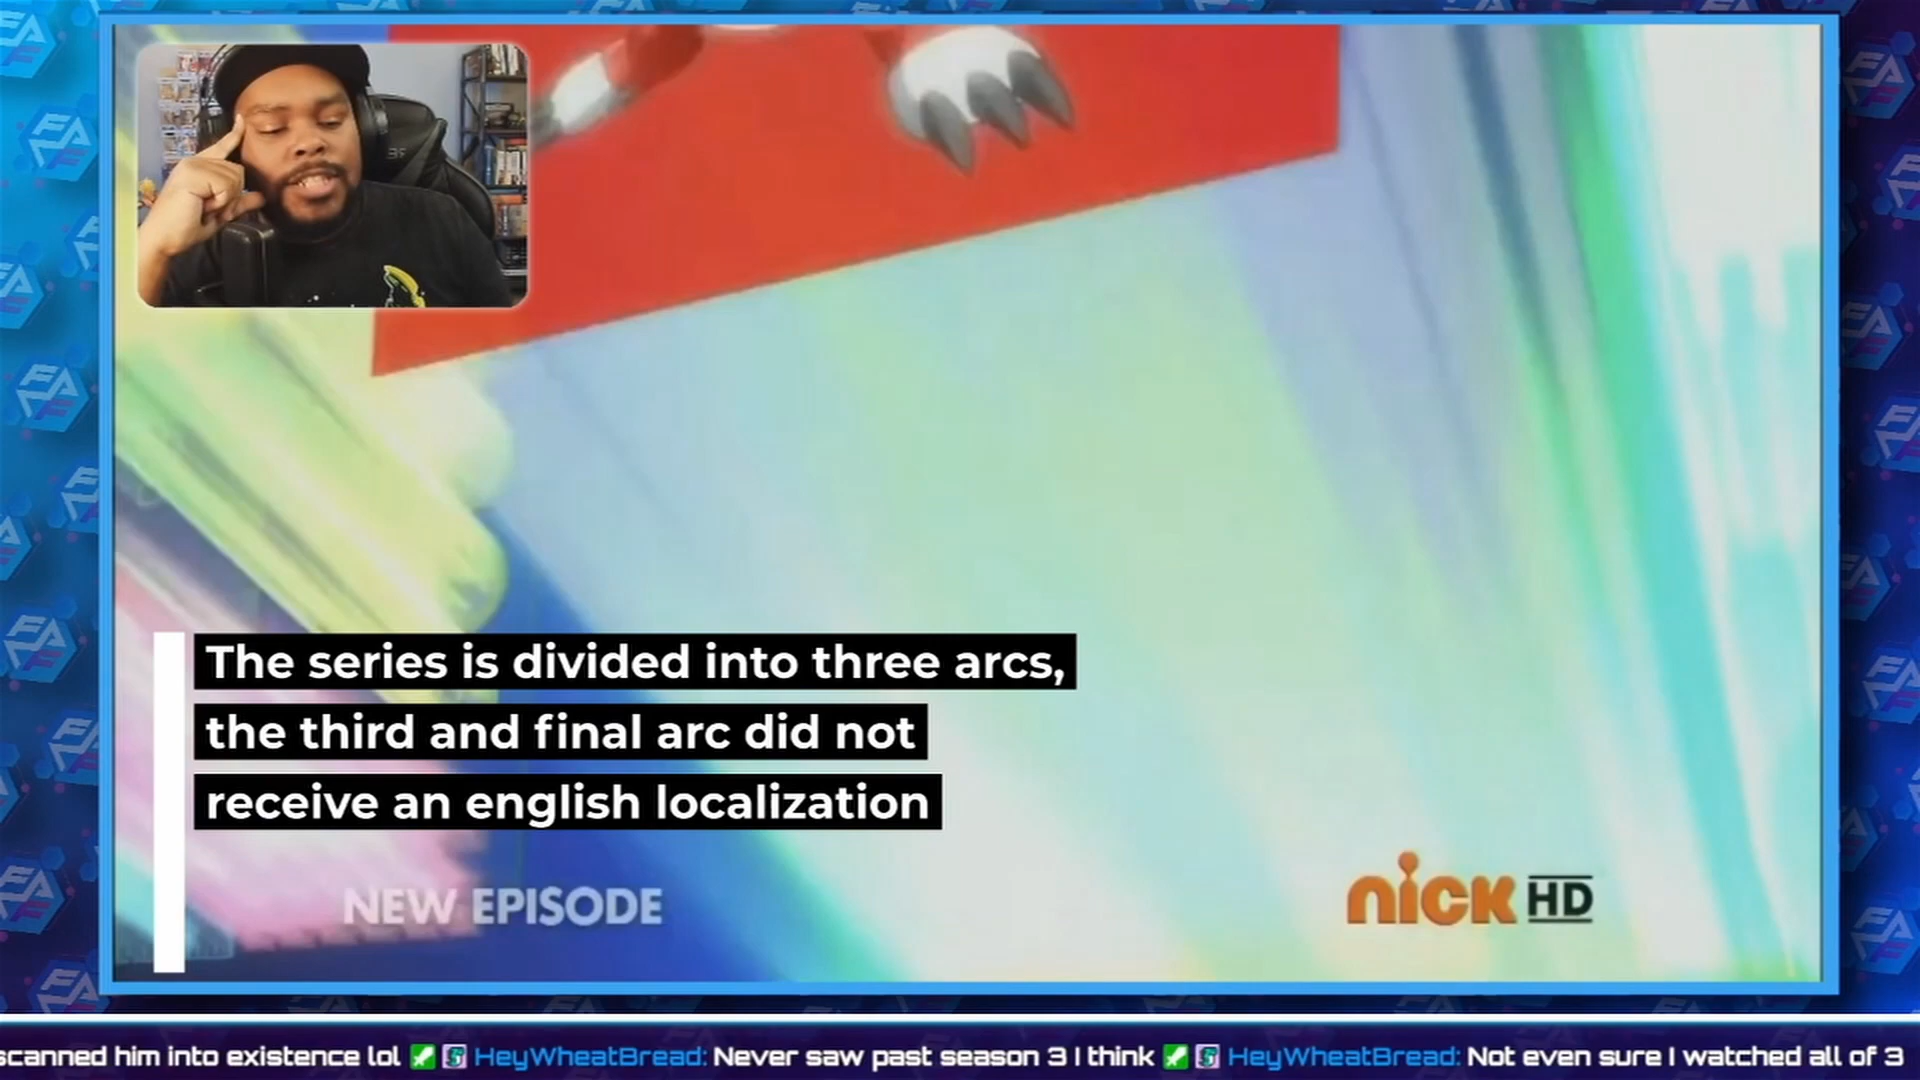 The series is divided into three arcs,
the third and final arc did not
receive an english localization
NEW EPISODE
nick HD
scanned him into existence lol HeyWheatBread: Never saw past season 3 I think HeyWheatBread: Not even sure I watched all of 3